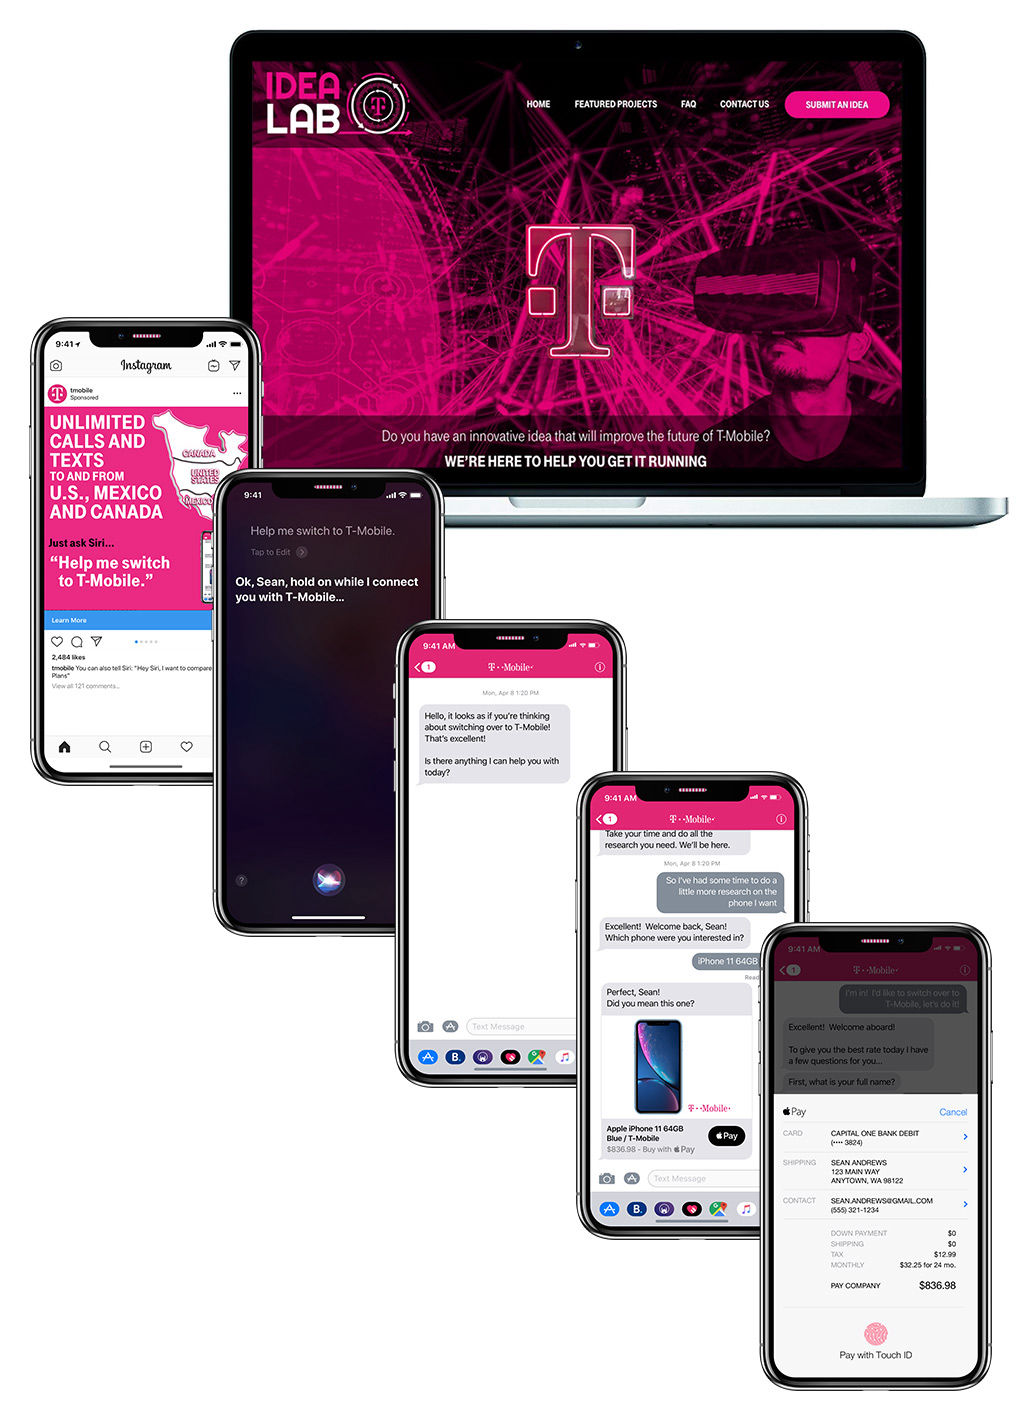 IDEA
LAB
T
HOME FEATURED PROJECTS FAQ CONTACT US SUBMIT AN IDEA
T
Do you have an innovative idea that will improve the future of T-Mobile?
WE'RE HERE TO HELP YOU GET IT RUNNING
9:41
Instagram
T
tmobile
Sponsored
UNLIMITED
CALLS AND
TEXTS
TO AND FROM
U.S., MEXICO
AND CANADA
CANADA
UNITED
STATES
MEXICO
Just ask Siri...
“Help me switch
to T-Mobile.”
Learn More
2,484 likes
tmobile You can also tell Siri: "Hey Siri, I want to compare
Plans"
View all 121 comments...
9:41
Help me switch to T-Mobile.
Tap to Edit
Ok, Sean, hold on while I connect
you with T-Mobile...
?
9:41 AM
1 T··Mobile· i
Mon, Apr 8 1:20 PM
Hello, it looks as if you're thinking
about switching over to T-Mobile!
That's excellent!
Is there anything I can help you with
today?
Text Message
B.
9:41 AM
1 T··Mobile· i
Take your time and do all the
research you need. We'll be here.
Mon, Apr 8 1:20 PM
So I've had some time to do a
little more research on the
phone I want
Excellent! Welcome back, Sean!
Which phone were you interested in?
iPhone 11 64GB
Read
Perfect, Sean!
Did you mean this one?
T··Mobile·
Apple iPhone 11 64GB
Blue / T-Mobile
$836.98 - Buy with Pay
Pay
Text Message
B.
9:41 AM
1 T··Mobile· i
I'm in! I'd like to switch over to
T-Mobile, let's do it!
Excellent! Welcome aboard!
To give you the best rate today I have
a few questions for you...
First, what is your full name?
Pay Cancel
CARD CAPITAL ONE BANK DEBIT
(•••• 3824)
SHIPPING SEAN ANDREWS
123 MAIN WAY
ANYTOWN, WA 98122
CONTACT SEAN.ANDREWS@GMAIL.COM
(555) 321-1234
DOWN PAYMENT $0
SHIPPING $0
TAX $12.99
MONTHLY $32.25 for 24 mo.
PAY COMPANY $836.98
Pay with Touch ID